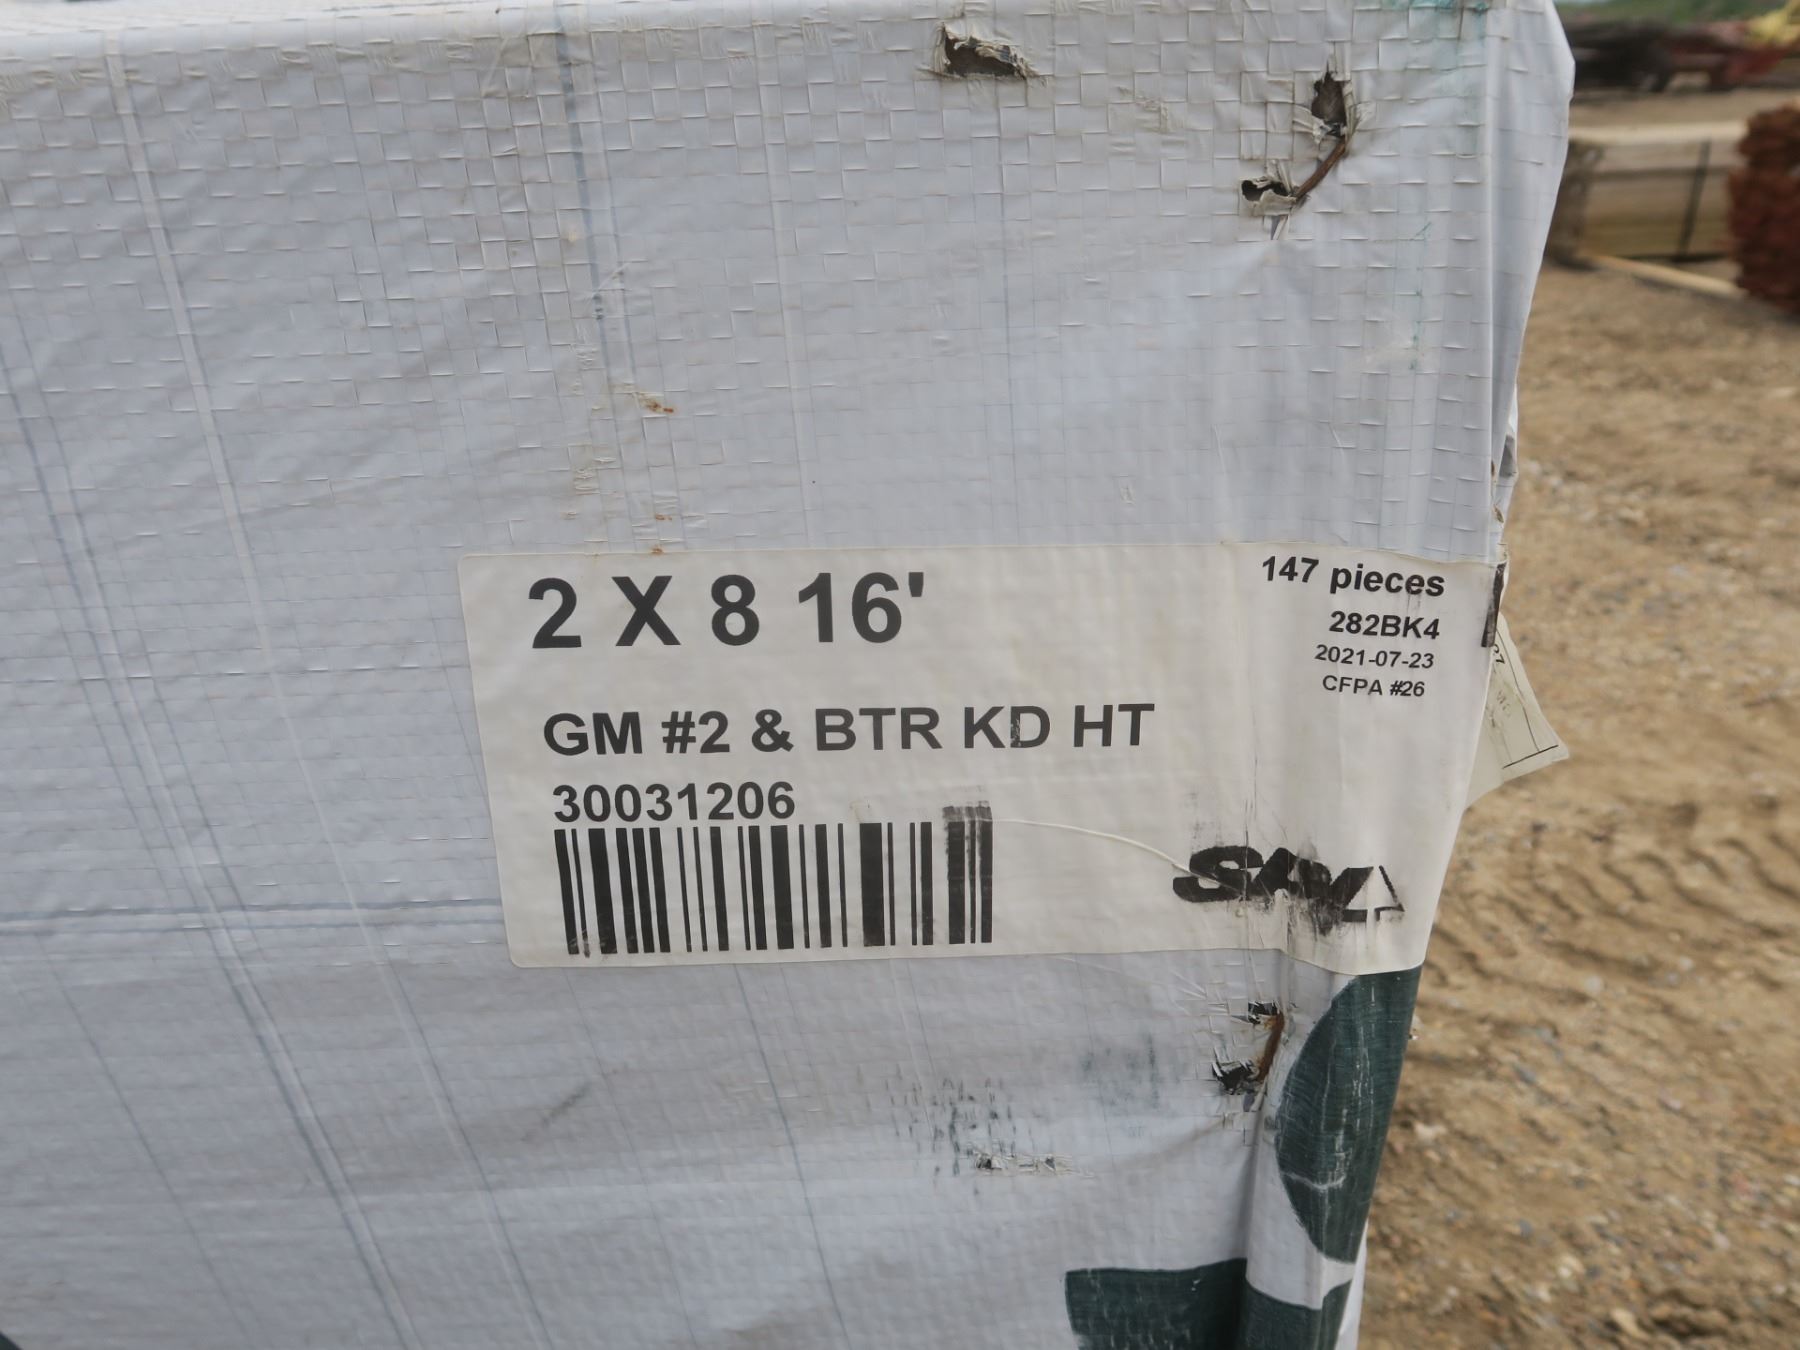 2 X 8 16'
147 pieces
282BK4
2021-07-23
CFPA #26
GM #2 & BTR KD HT
30031206